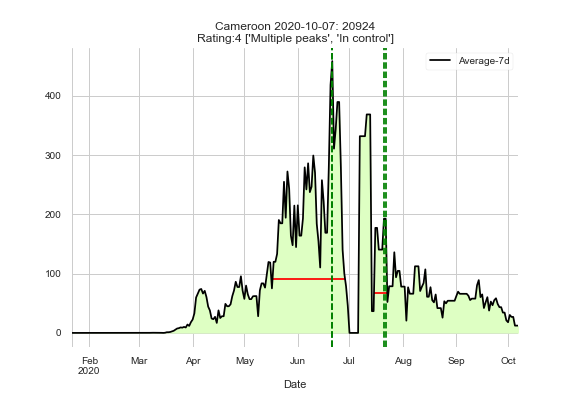 Cameroon 2020-10-07: 20924
Rating:4 ['Multiple peaks', 'In control']
Average-7d
400
300
200
100
0
Feb
2020
Mar
Apr
May
Jun
Jul
Aug
Sep
Oct
Date